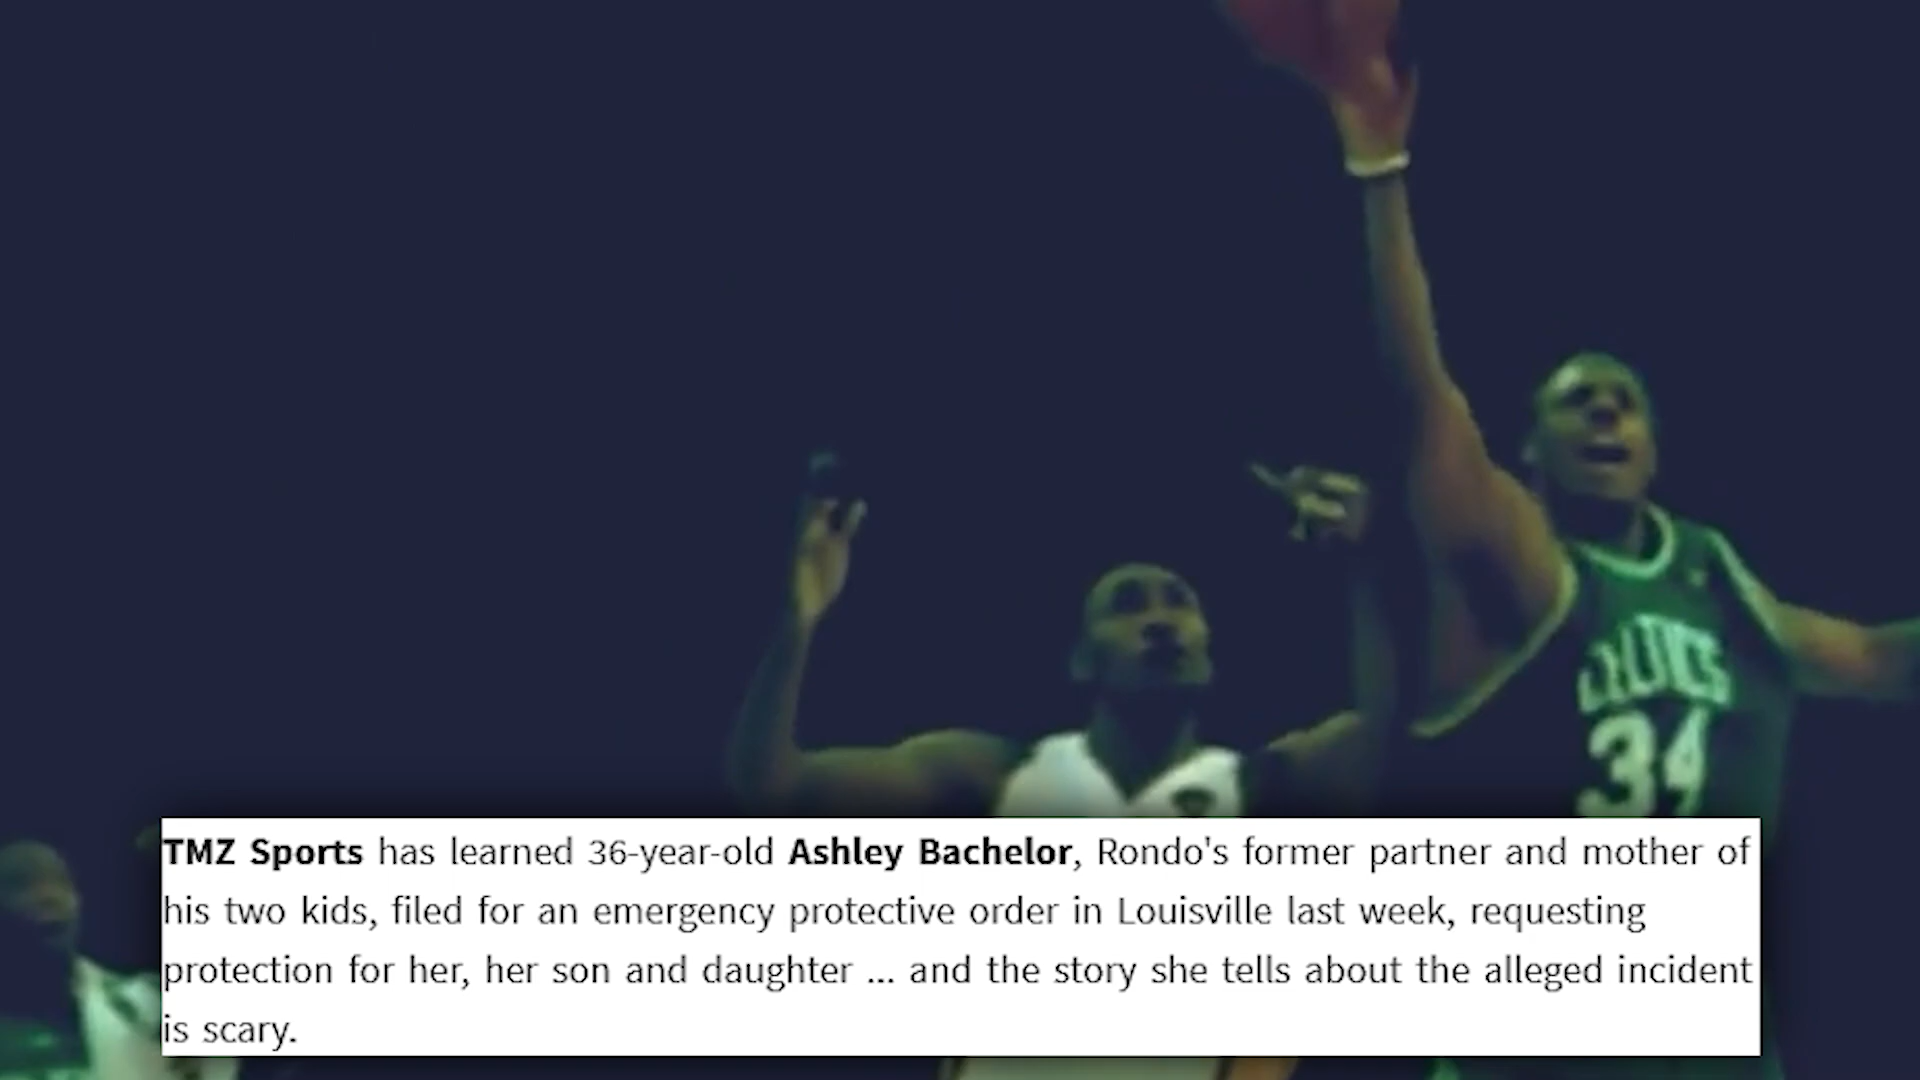 CELTICS
34
TMZ Sports has learned 36-year-old Ashley Bachelor, Rondo's former partner and mother of
his two kids, filed for an emergency protective order in Louisville last week, requesting
protection for her, her son and daughter ... and the story she tells about the alleged incident
is scary.